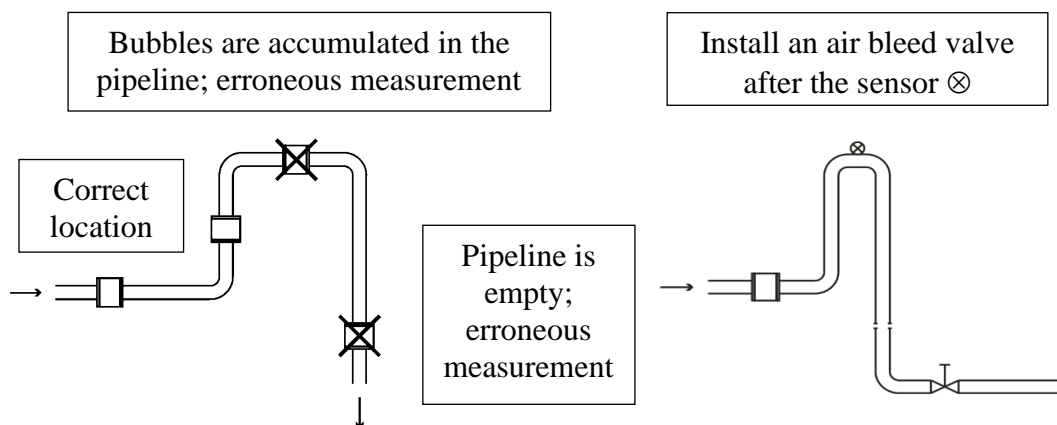 Bubbles are accumulated in the
pipeline; erroneous measurement
Install an air bleed valve
after the sensor ⊗
Correct
location
Pipeline is
empty;
erroneous
measurement